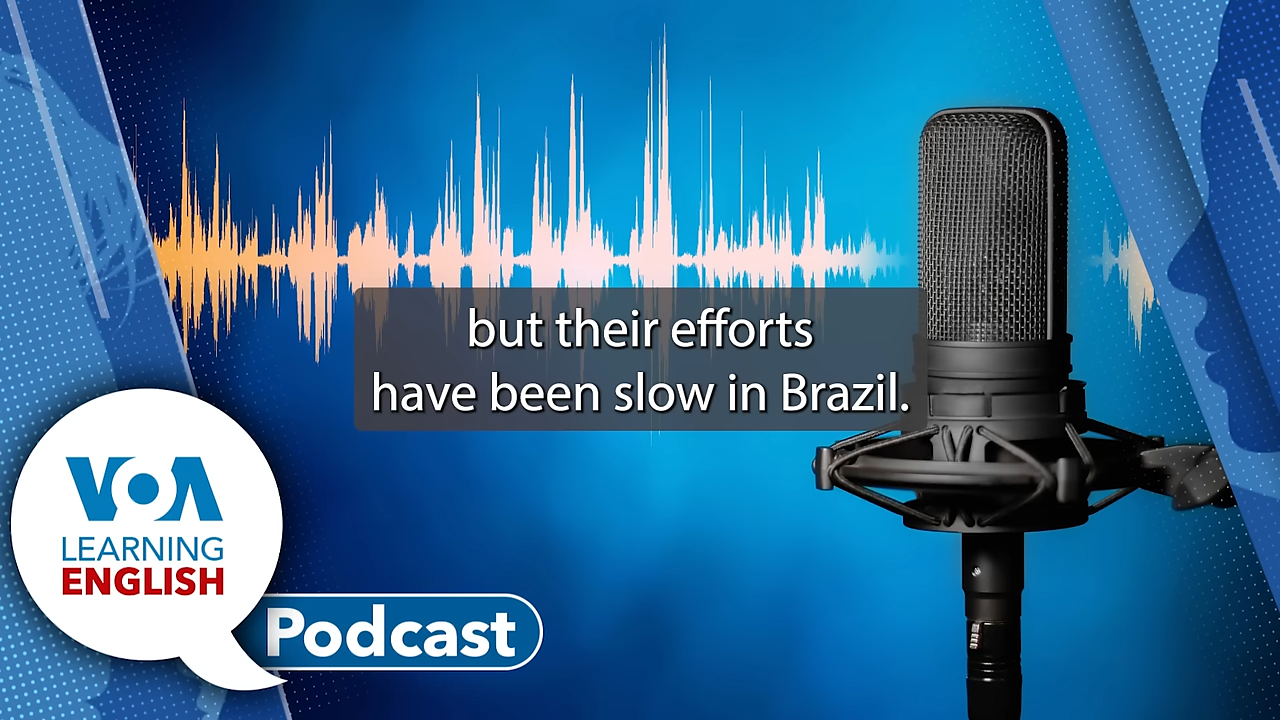 but their efforts
have been slow in Brazil.
VOA
LEARNING
ENGLISH
Podcast